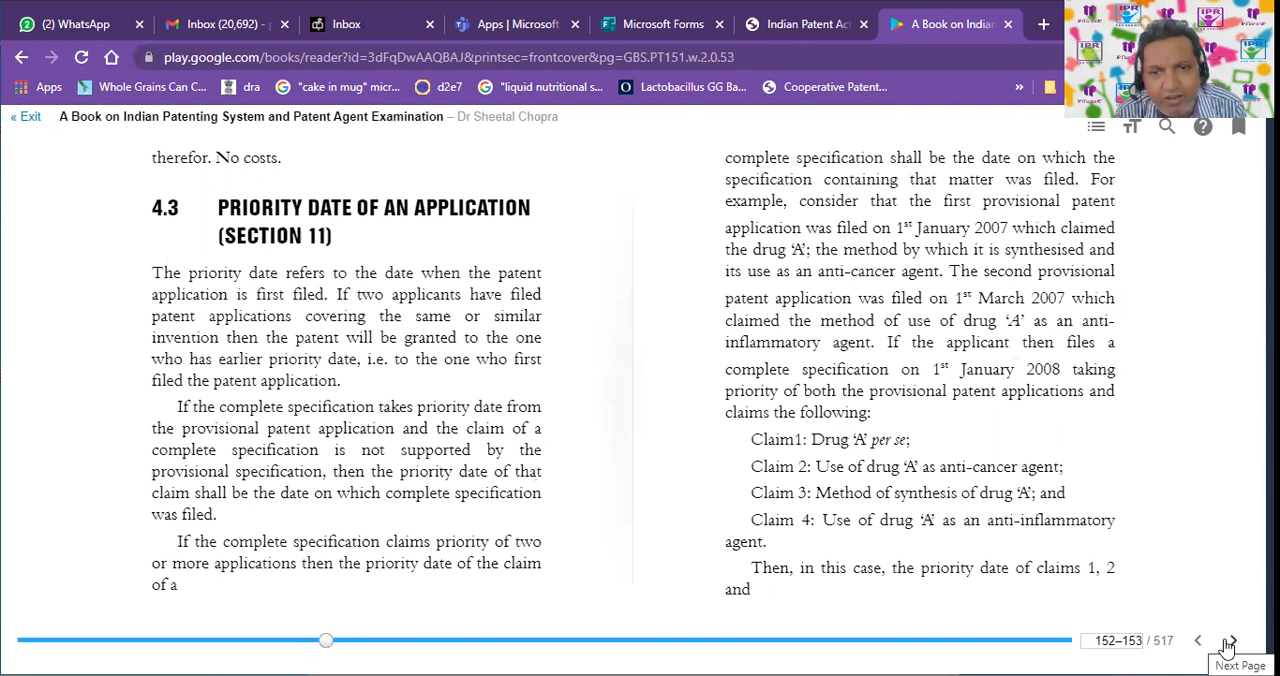 (2) WhatsApp
Inbox (20,692) -
Inbox
Apps | Microsoft
Microsoft Forms
Indian Patent Ac
A Book on Indian
play.google.com/books/reader?id=3dFqDwAAQBAJ&printsec=frontcover&pg=GBS.PT151.w.2.0.53
Apps
Whole Grains Can C...
dra
"cake in mug" micr...
d2e7
"liquid nutritional s...
Lactobacillus GG Ba...
Cooperative Patent...
»
« Exit
A Book on Indian Patenting System and Patent Agent Examination – Dr Sheetal Chopra
therefor. No costs.
4.3 PRIORITY DATE OF AN APPLICATION
(SECTION 11)
The priority date refers to the date when the patent
application is first filed. If two applicants have filed
patent applications covering the same or similar
invention then the patent will be granted to the one
who has earlier priority date, i.e. to the one who first
filed the patent application.
If the complete specification takes priority date from
the provisional patent application and the claim of a
complete specification is not supported by the
provisional specification, then the priority date of that
claim shall be the date on which complete specification
was filed.
If the complete specification claims priority of two
or more applications then the priority date of the claim
of a
complete specification shall be the date on which the
specification containing that matter was filed. For
example, consider that the first provisional patent
application was filed on 1st January 2007 which claimed
the drug ‘A’; the method by which it is synthesised and
its use as an anti-cancer agent. The second provisional
patent application was filed on 1st March 2007 which
claimed the method of use of drug ‘A’ as an anti-
inflammatory agent. If the applicant then files a
complete specification on 1st January 2008 taking
priority of both the provisional patent applications and
claims the following:
Claim1: Drug ‘A’ per se;
Claim 2: Use of drug ‘A’ as anti-cancer agent;
Claim 3: Method of synthesis of drug ‘A’; and
Claim 4: Use of drug ‘A’ as an anti-inflammatory
agent.
Then, in this case, the priority date of claims 1, 2
and
152–153 / 517
Next Page